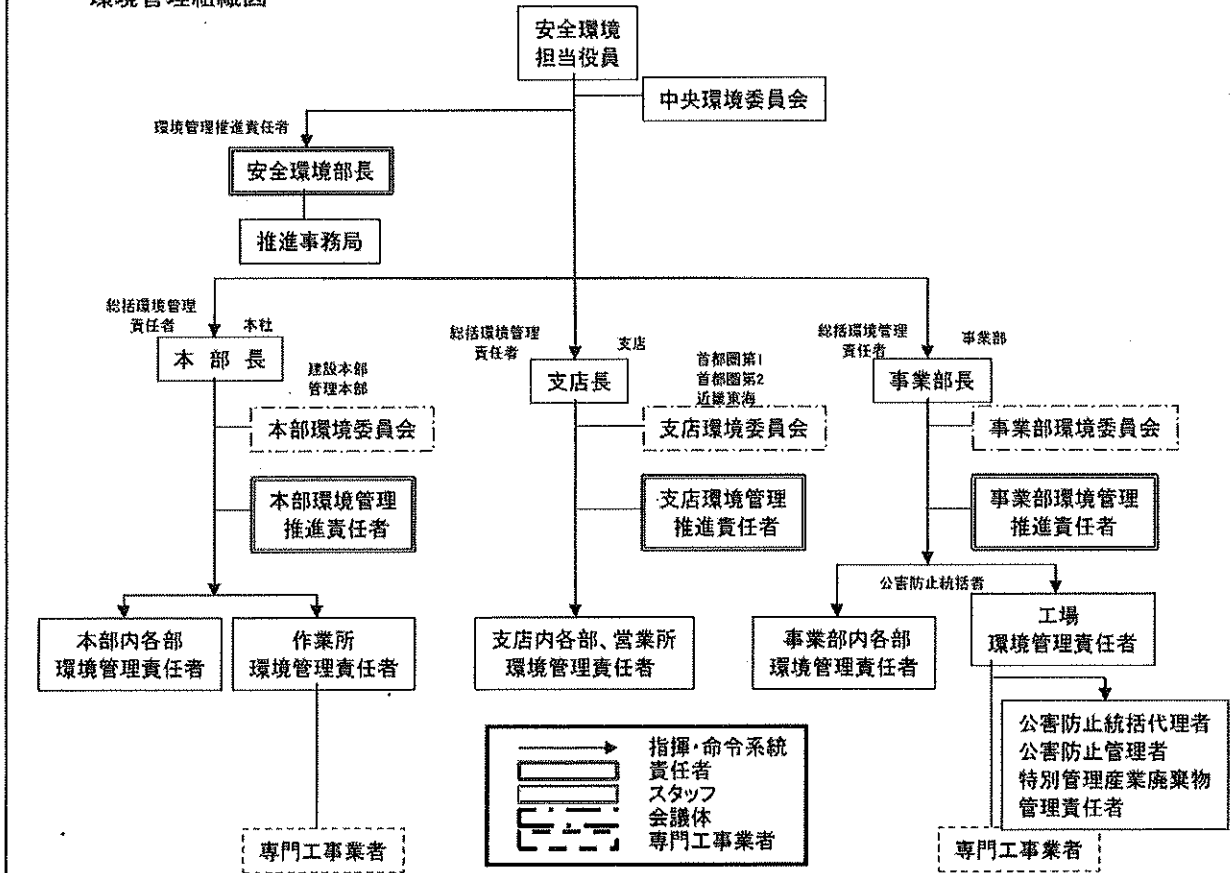 環境管理組織図
安全環境
担当役員
中央環境委員会
環境管理推進責任者
安全環境部長
推進事務局
総括環境管理
責任者
本社
本部長
建設本部
管理本部
本部環境委員会
本部環境管理
推進責任者
本部内各部
環境管理責任者
作業所
環境管理責任者
専門工事業者
総括環境管理
責任者
支店
支店長
首都圏第1
首都圏第2
近畿東海
支店環境委員会
支店環境管理
推進責任者
支店内各部、営業所
環境管理責任者
総括環境管理
責任者
事業部
事業部長
事業部環境委員会
事業部環境管理
推進責任者
公害防止統括者
事業部内各部
環境管理責任者
工場
環境管理責任者
公害防止統括代理者
公害防止管理者
特別管理産業廃棄物
管理責任者
専門工事業者
指揮・命令系統
責任者
スタッフ
会議体
専門工事業者